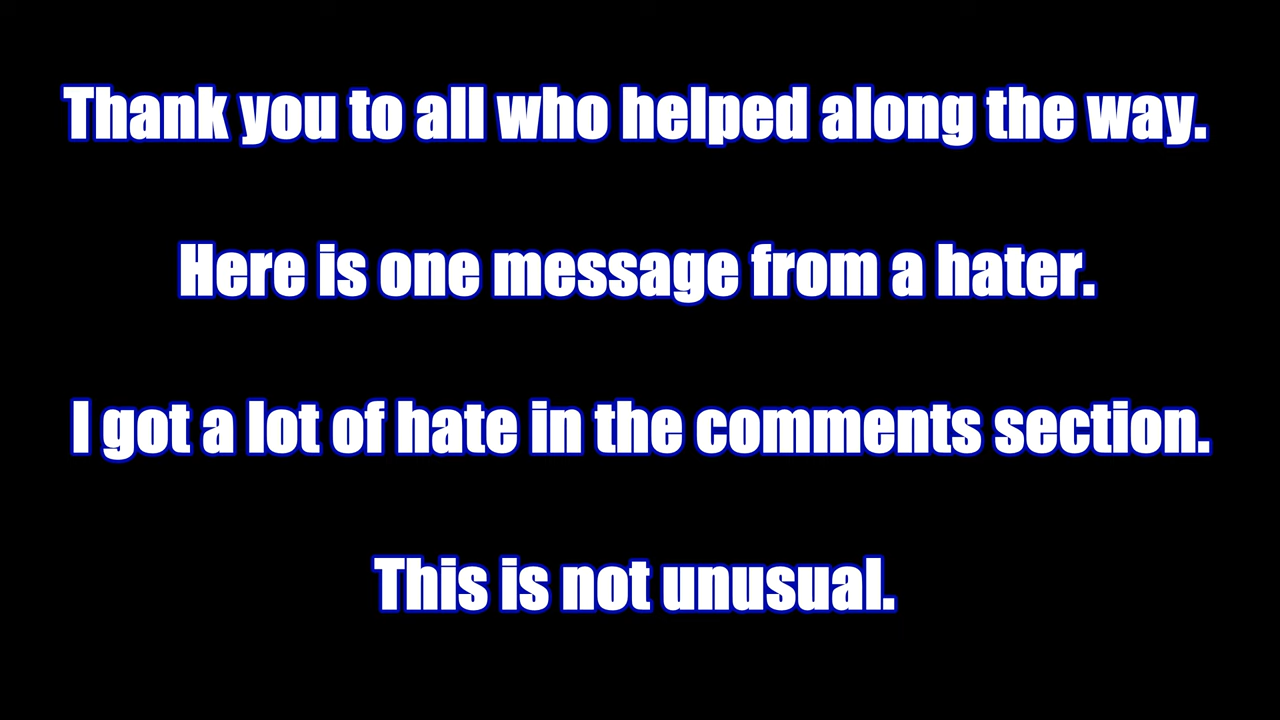 Thank you to all who helped along the way.
Here is one message from a hater.
I got a lot of hate in the comments section.
This is not unusual.